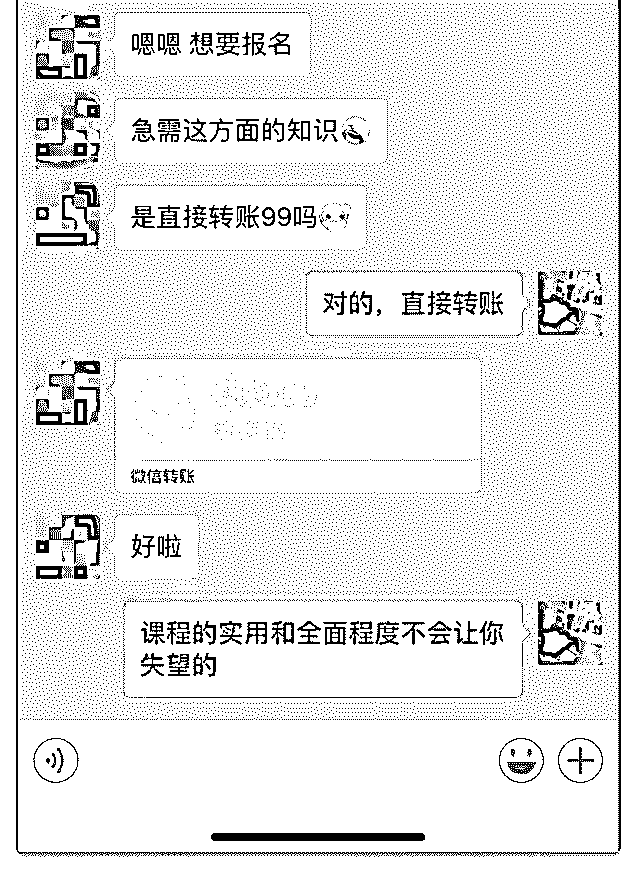 嗯嗯 想要报名
急需这方面的知识
是直接转账99吗
对的，直接转账
微信转账
好啦
课程的实用和全面程度不会让你
失望的